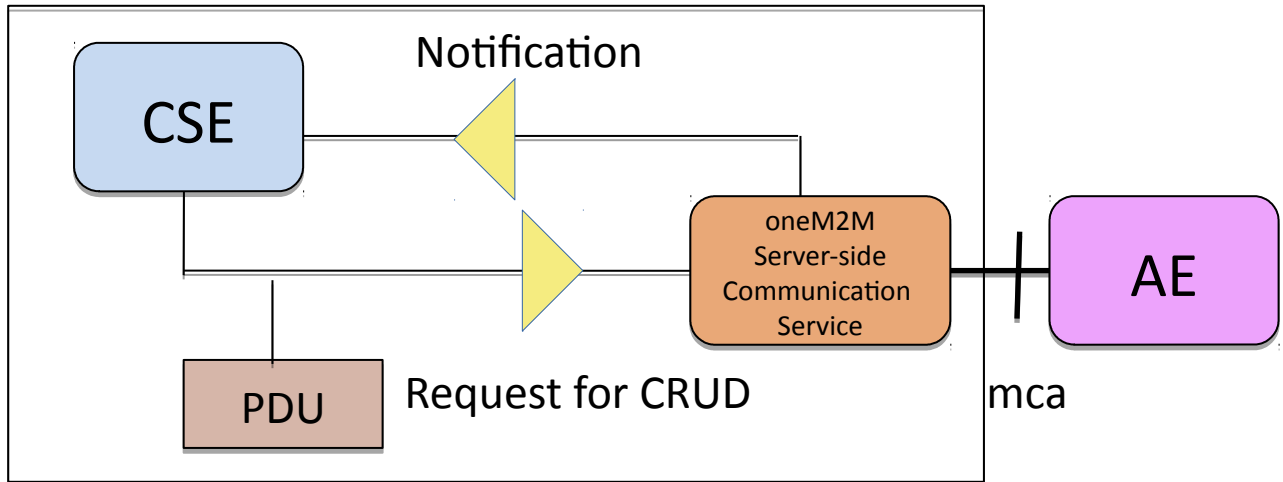 Notification
CSE
oneM2M
Server-side
Communication
Service
AE
PDU
Request for CRUD
mca